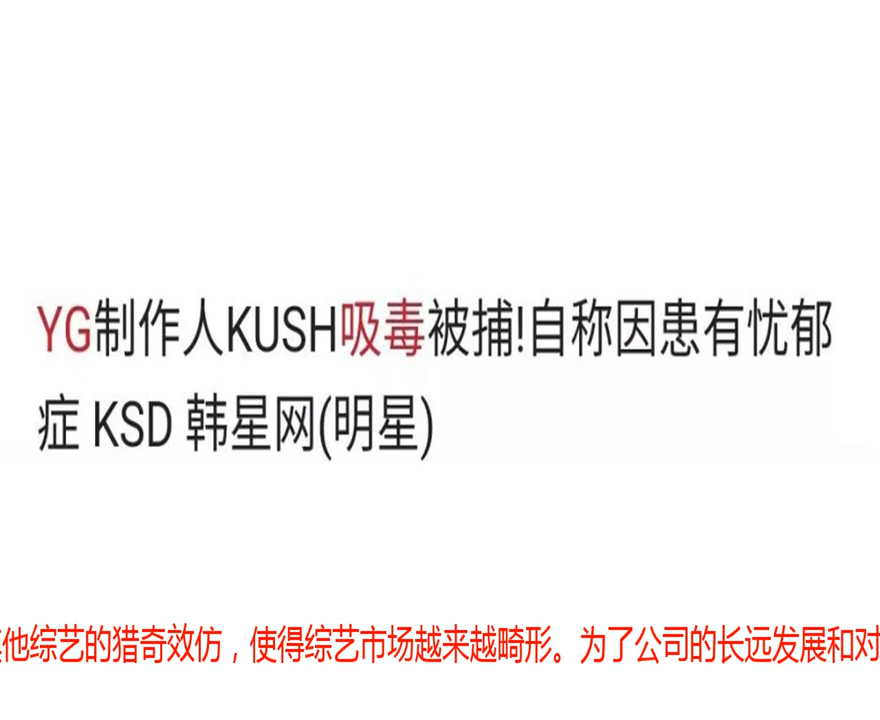 YG制作人KUSH吸毒被捕!自称因患有忧郁
症 KSD 韩星网(明星)
他综艺的猎奇效仿，使得综艺市场越来越畸形。为了公司的长远发展和对